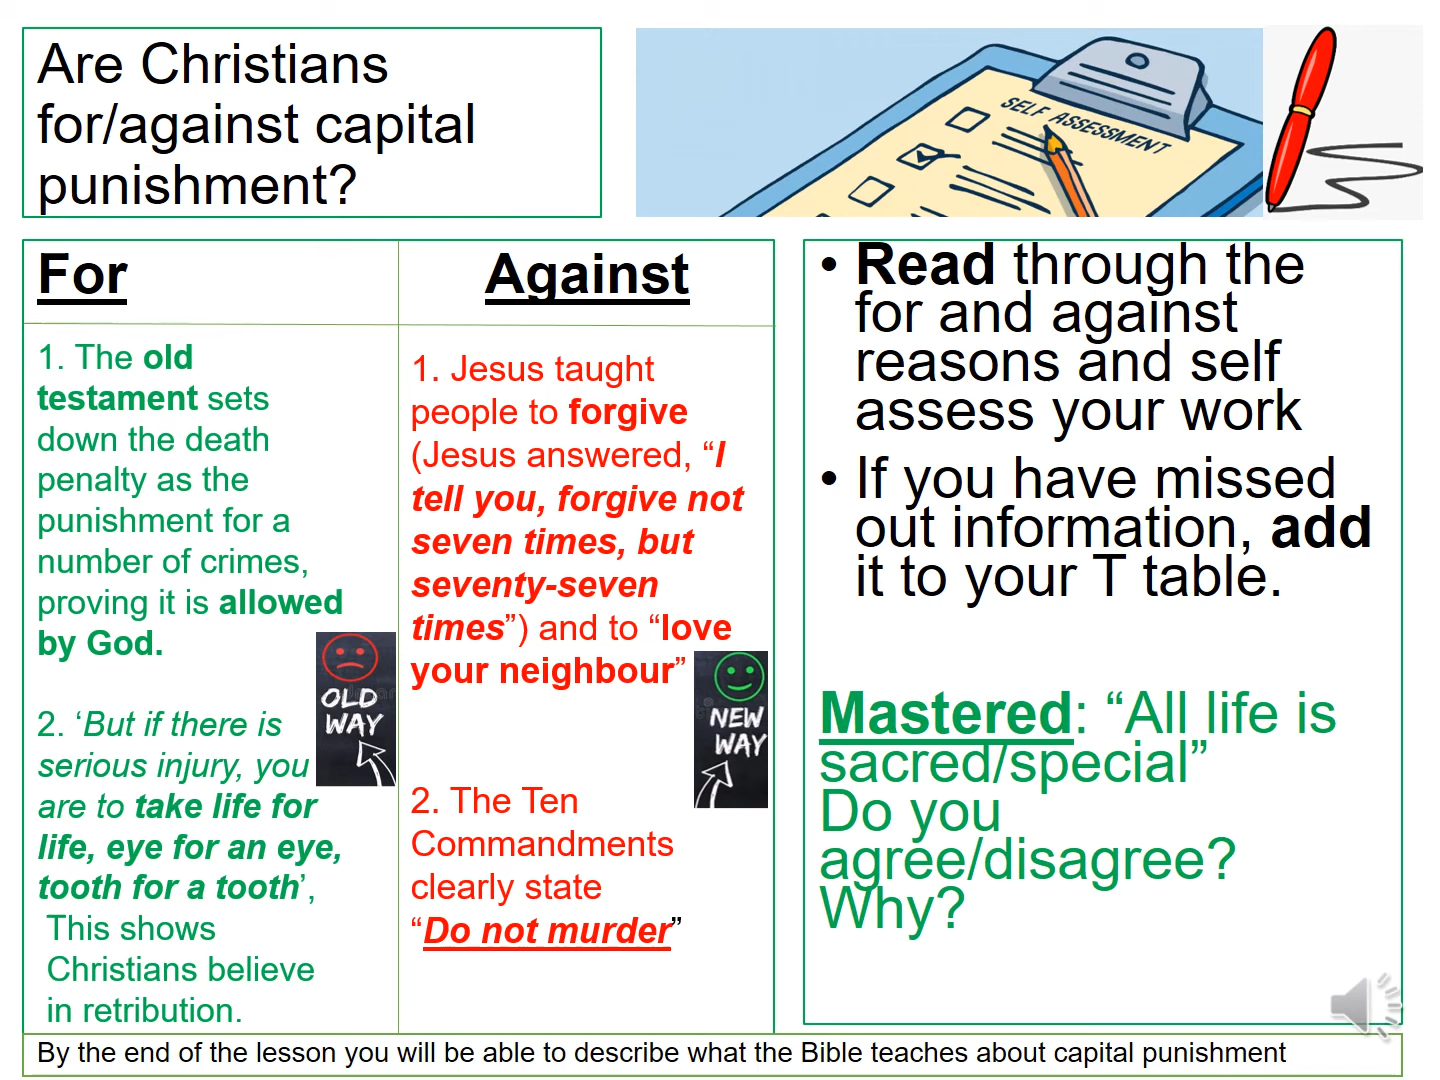 Are Christians
for/against capital
punishment?
SELF ASSESSMENT
For
Against
1. The old
testament sets
down the death
penalty as the
punishment for a
number of crimes,
proving it is allowed
by God.
OLD
WAY
2. ‘But if there is
serious injury, you
are to take life for
life, eye for an eye,
tooth for a tooth’,
This shows
Christians believe
in retribution.
1. Jesus taught
people to forgive
(Jesus answered, “I
tell you, forgive not
seven times, but
seventy-seven
times”) and to “love
your neighbour”
NEW
WAY
2. The Ten
Commandments
clearly state
“Do not murder”
• Read through the
for and against
reasons and self
assess your work
• If you have missed
out information, add
it to your T table.
Mastered: “All life is
sacred/special”
Do you
agree/disagree?
Why?
By the end of the lesson you will be able to describe what the Bible teaches about capital punishment